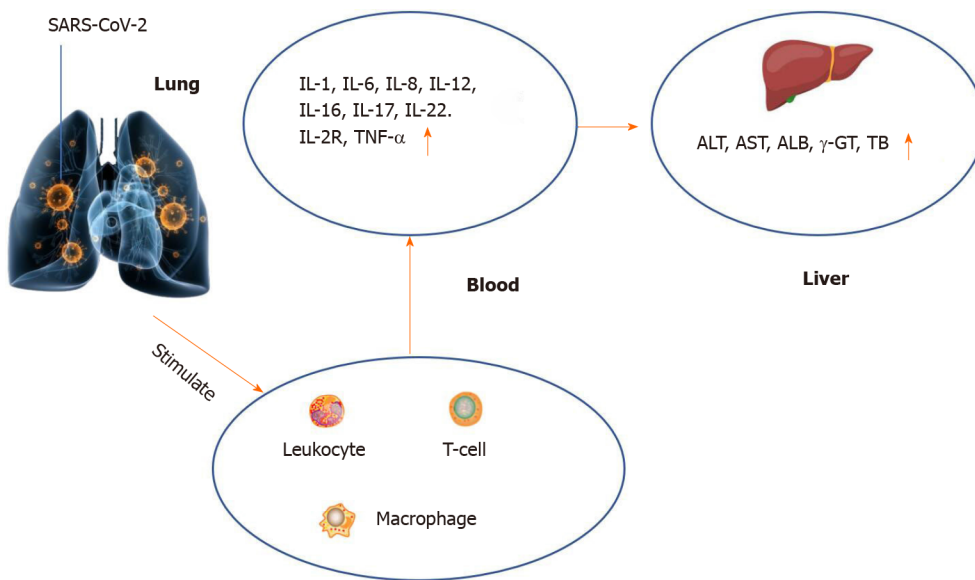 SARS-CoV-2
Lung
IL-1, IL-6, IL-8, IL-12,
IL-16, IL-17, IL-22.
IL-2R, TNF-α
ALT, AST, ALB, γ-GT, TB
Blood
Liver
Stimulate
Leukocyte
T-cell
Macrophage